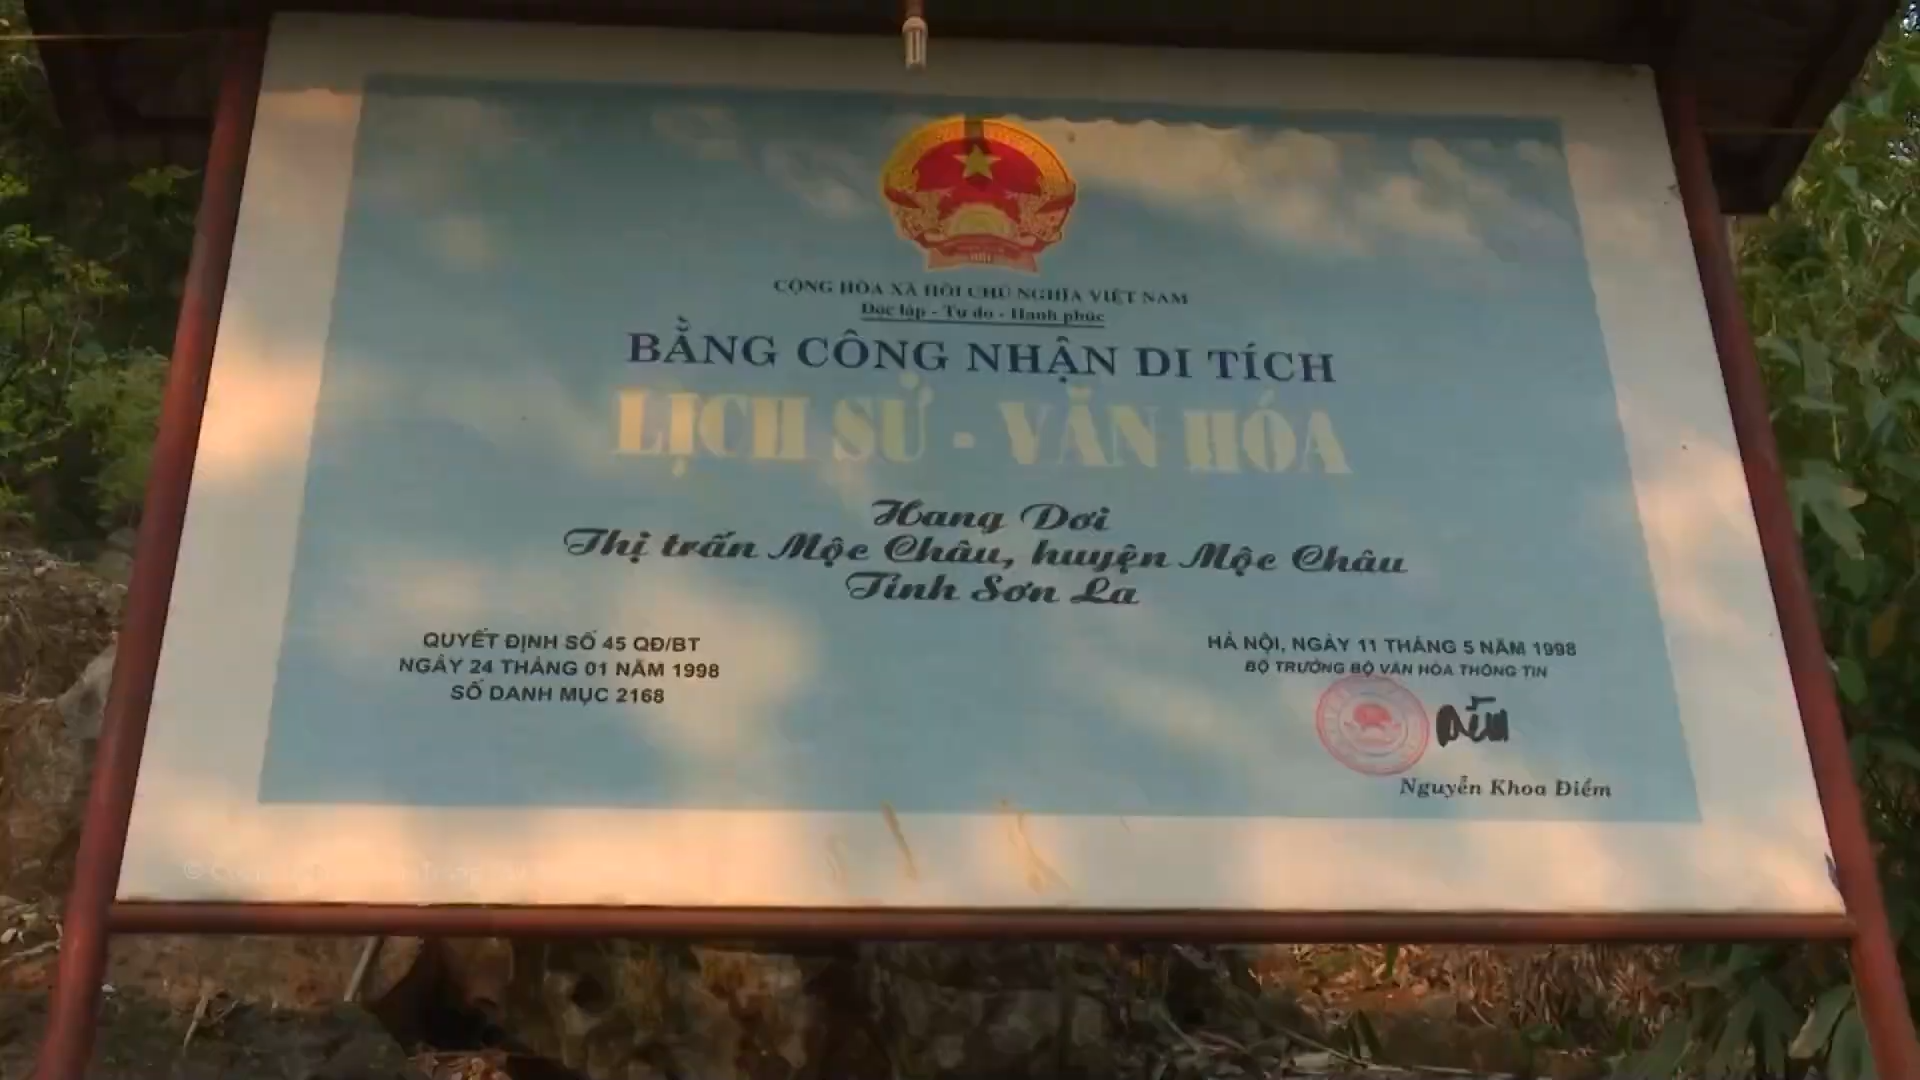 CỘNG HÒA XÃ HỘI CHỦ NGHĨA VIỆT NAM
Độc lập - Tự do - Hạnh phúc
BẰNG CÔNG NHẬN DI TÍCH
LỊCH SỬ - VĂN HÓA
Hang Dơi
Thị trấn Mộc Châu, huyện Mộc Châu
Tỉnh Sơn La
QUYẾT ĐỊNH SỐ 45 QĐ/BT
NGÀY 24 THÁNG 01 NĂM 1998
SỐ DANH MỤC 2168
HÀ NỘI, NGÀY 11 THÁNG 5 NĂM 1998
BỘ TRƯỞNG BỘ VĂN HÓA THÔNG TIN
Nguyễn Khoa Điềm